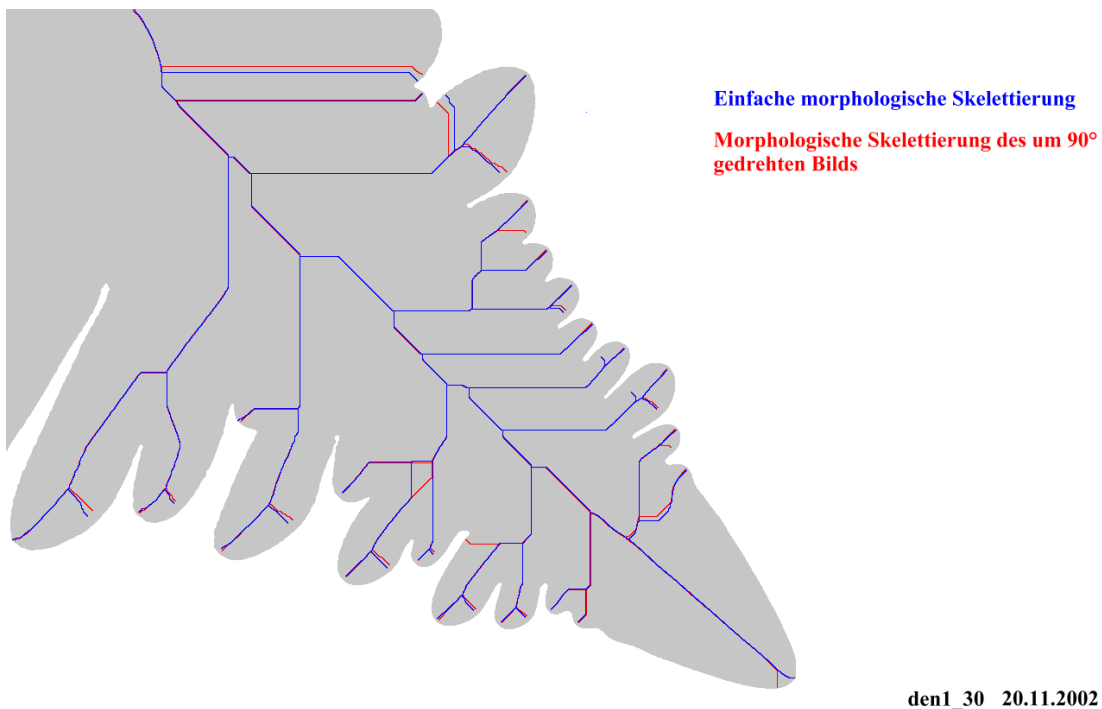 Einfache morphologische Skelettierung
Morphologische Skelettierung des um 90°
gedrehten Bilds
den1_30 20.11.2002